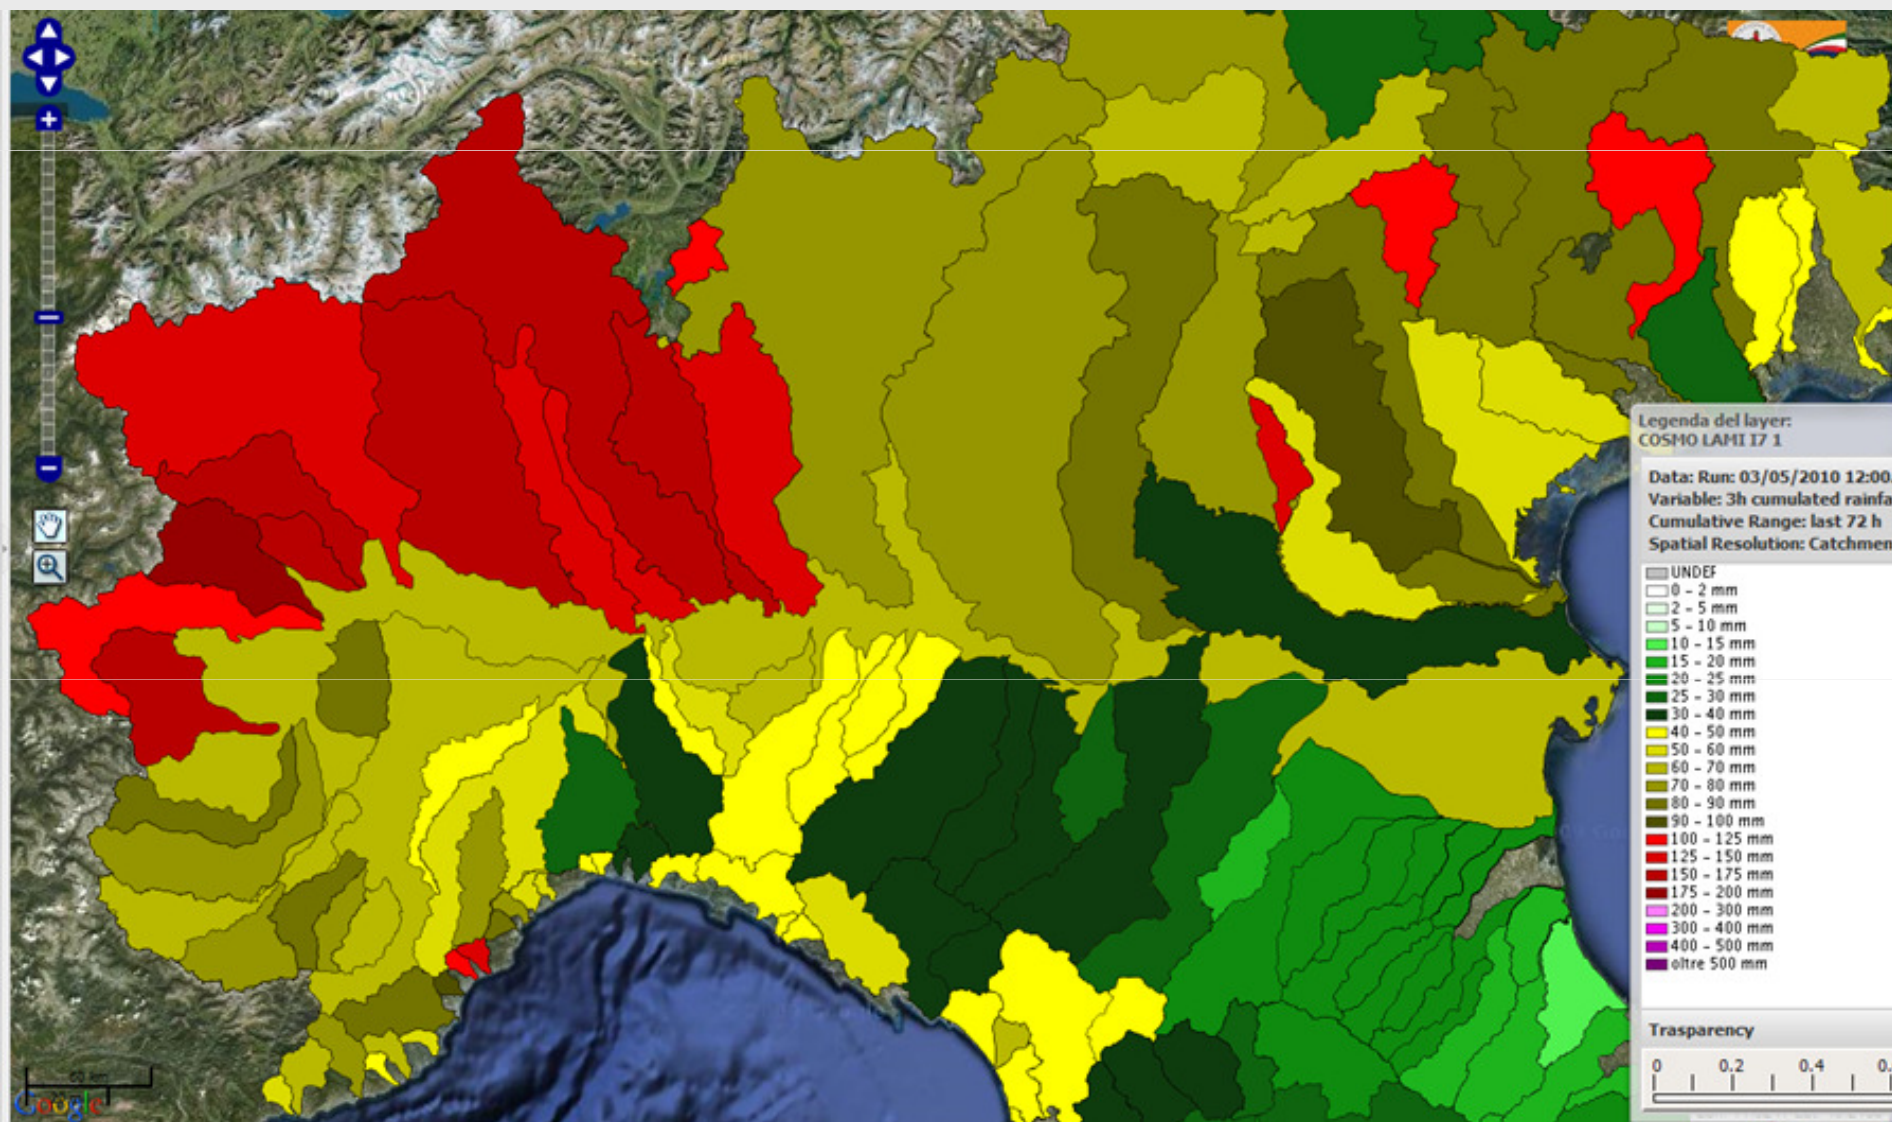 Legenda del layer:
COSMO LAMI I7 1
Data: Run: 03/05/2010 12:00
Variable: 3h cumulated rainfa
Cumulative Range: last 72 h
Spatial Resolution: Catchmen
UNDEF
0 - 2 mm
2 - 5 mm
5 - 10 mm
10 - 15 mm
15 - 20 mm
20 - 25 mm
25 - 30 mm
30 - 40 mm
40 - 50 mm
50 - 60 mm
60 - 70 mm
70 - 80 mm
80 - 90 mm
90 - 100 mm
100 - 125 mm
125 - 150 mm
150 - 175 mm
175 - 200 mm
200 - 300 mm
300 - 400 mm
400 - 500 mm
oltre 500 mm
Trasparency
0 0.2 0.4 0.
Google